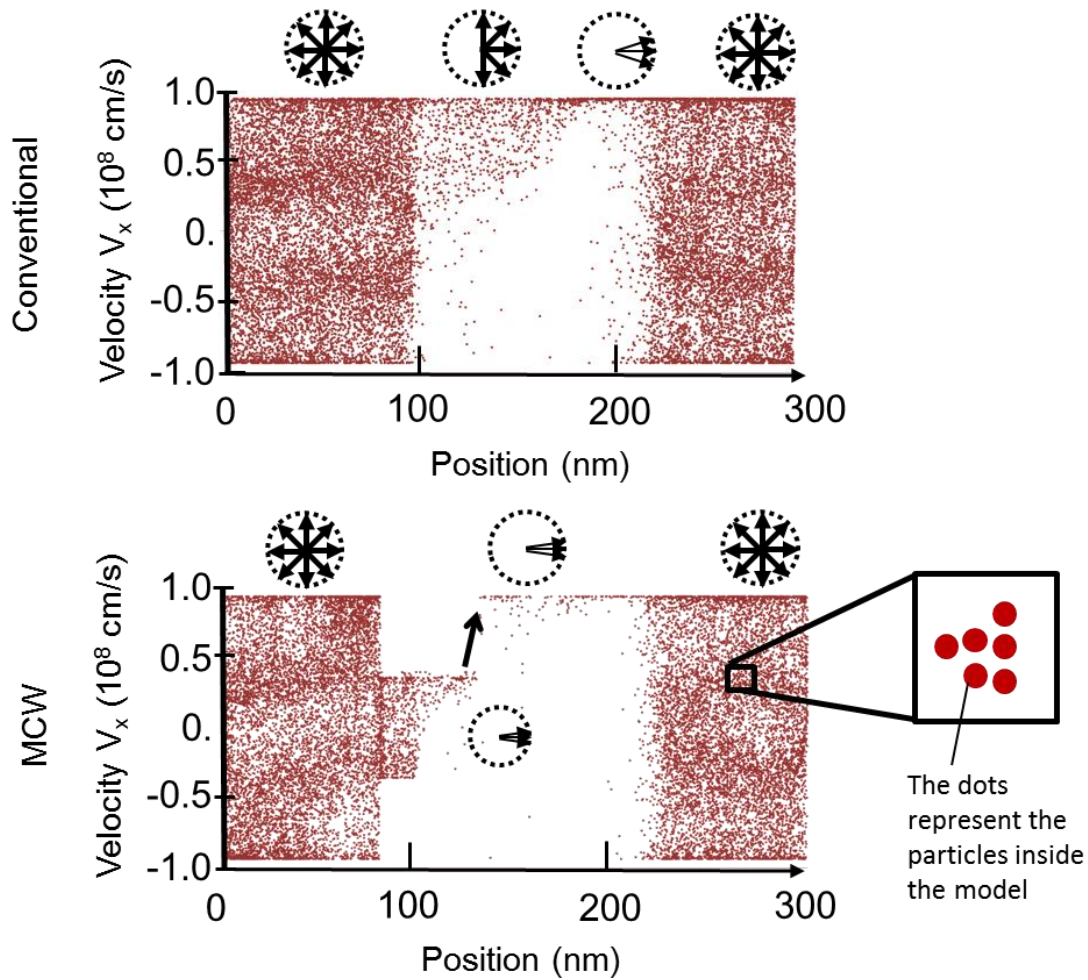 Conventional
Velocity Vx (10⁸ cm/s)
1.0
0.5
0.
-0.5
-1.0
0
100
200
300
Position (nm)
MCW
Velocity Vx (10⁸ cm/s)
1.0
0.5
0.
-0.5
-1.0
0
100
200
300
Position (nm)
The dots
represent the
particles inside
the model